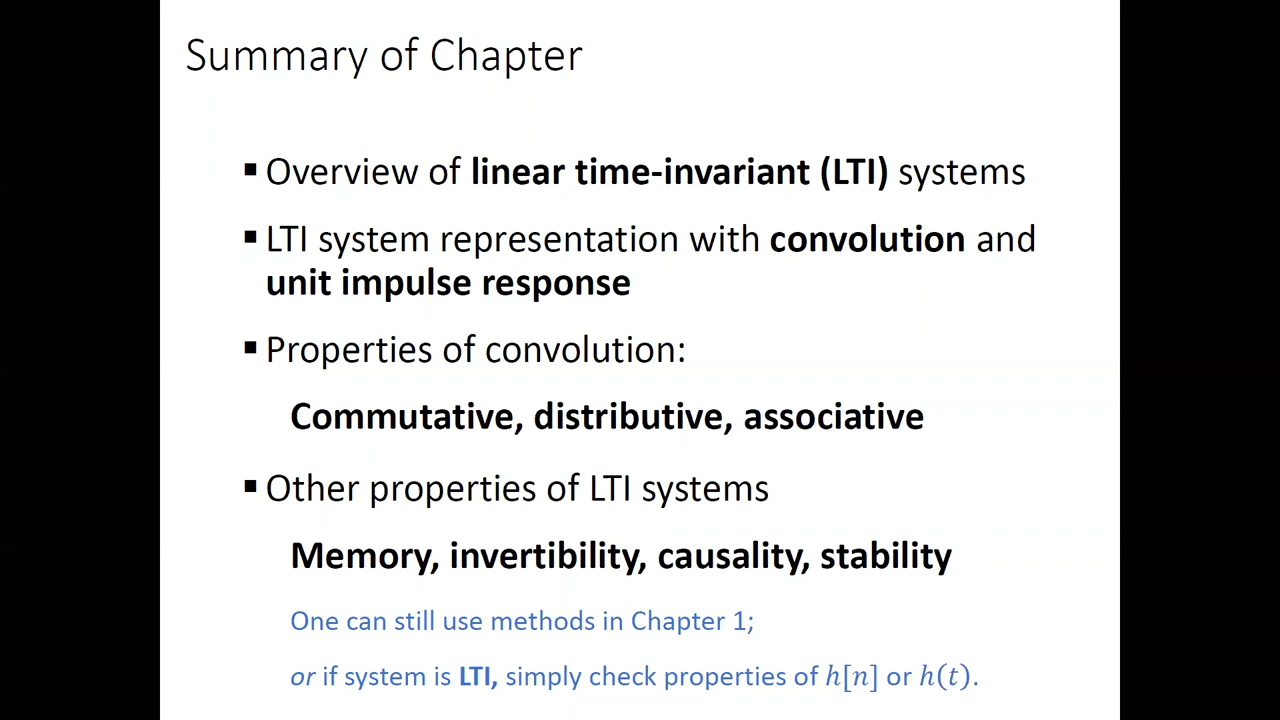 Summary of Chapter
▪ Overview of linear time-invariant (LTI) systems
▪ LTI system representation with convolution and
unit impulse response
▪ Properties of convolution:
Commutative, distributive, associative
▪ Other properties of LTI systems
Memory, invertibility, causality, stability
One can still use methods in Chapter 1;
or if system is LTI, simply check properties of h[n] or h(t).